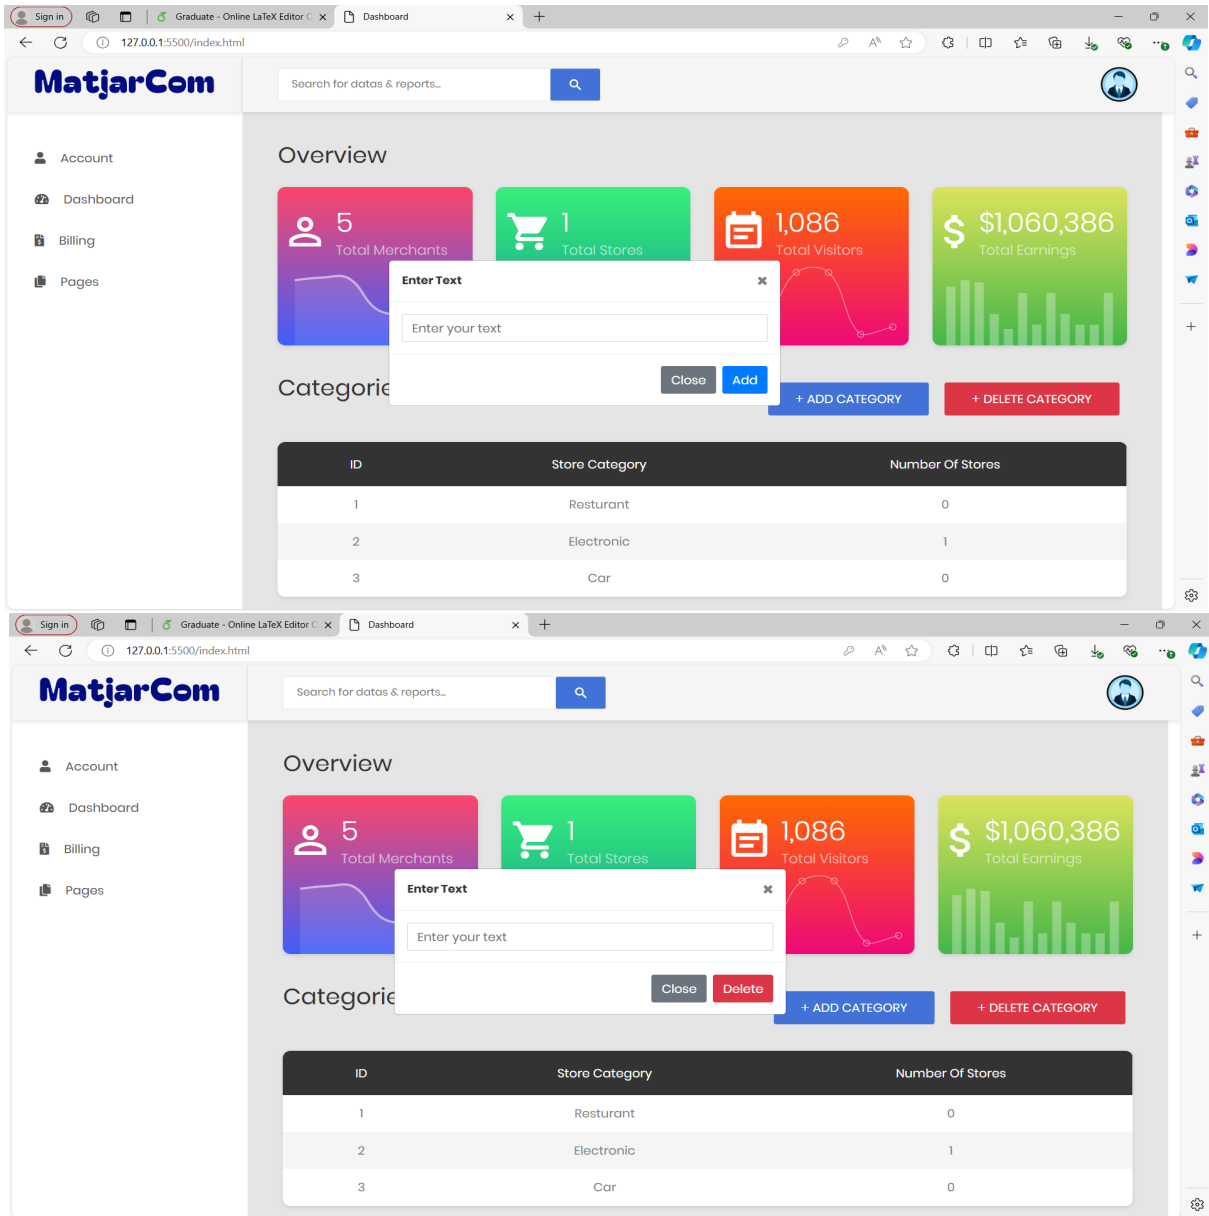 Sign in
Graduate - Online LaTeX Editor
Dashboard
127.0.0.1:5500/index.html
MatjarCom
Search for datas & reports...
Account
Dashboard
Billing
Pages
Overview
5
Total Merchants
1
Total Stores
1,086
Total Visitors
$1,060,386
Total Earnings
Enter Text
Enter your text
Close Add
Categorie
+ ADD CATEGORY
+ DELETE CATEGORY
ID Store Category Number Of Stores
1 Resturant 0
2 Electronic 1
3 Car 0
Sign in
Graduate - Online LaTeX Editor
Dashboard
127.0.0.1:5500/index.html
MatjarCom
Search for datas & reports...
Account
Dashboard
Billing
Pages
Overview
5
Total Merchants
1
Total Stores
1,086
Total Visitors
$1,060,386
Total Earnings
Enter Text
Enter your text
Close Delete
Categorie
+ ADD CATEGORY
+ DELETE CATEGORY
ID Store Category Number Of Stores
1 Resturant 0
2 Electronic 1
3 Car 0